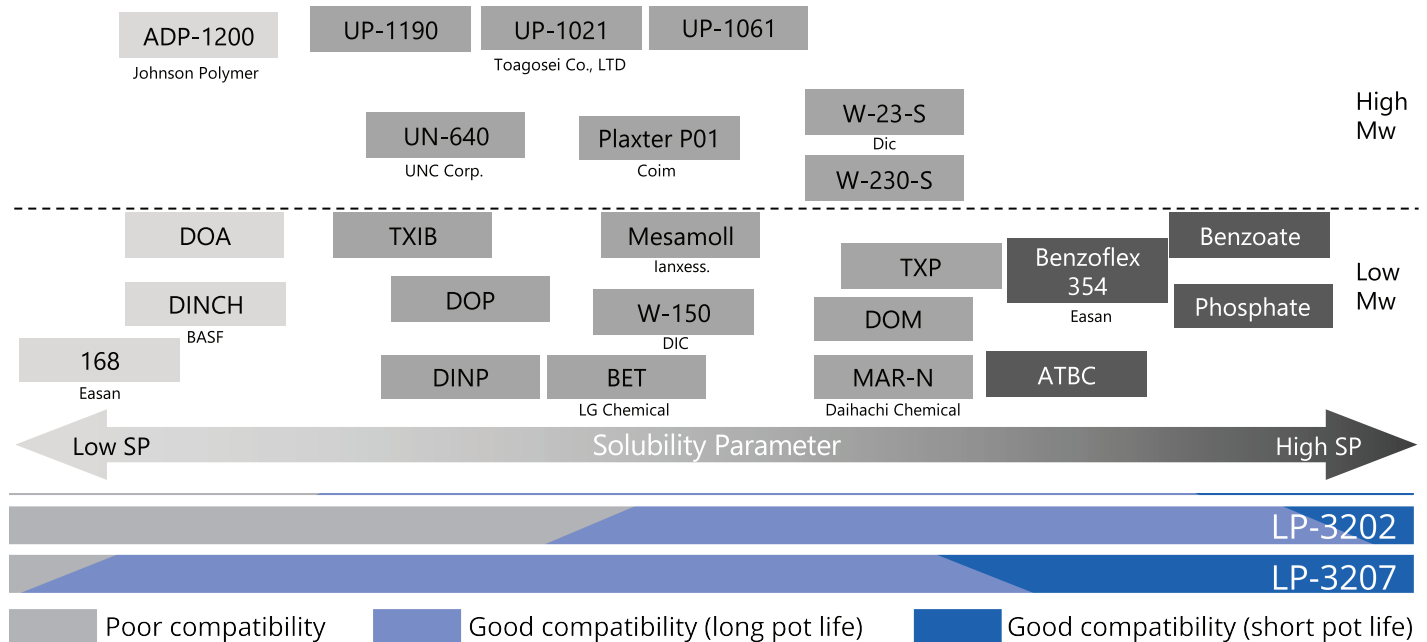 ADP-1200
Johnson Polymer
UP-1190
UP-1021
Toagosei Co., LTD
UP-1061
UN-640
UNC Corp.
Plaxter P01
Coim
W-23-S
Dic
W-230-S
High
Mw
DOA
TXIB
Mesamoll
lanxess.
TXP
Benzoflex
354
Easan
Benzoate
Low
Mw
DINCH
BASF
DOP
W-150
DIC
DOM
Phosphate
168
Easan
DINP
BET
LG Chemical
MAR-N
Daihachi Chemical
ATBC
Low SP
Solubility Parameter
High SP
LP-3202
LP-3207
Poor compatibility
Good compatibility (long pot life)
Good compatibility (short pot life)